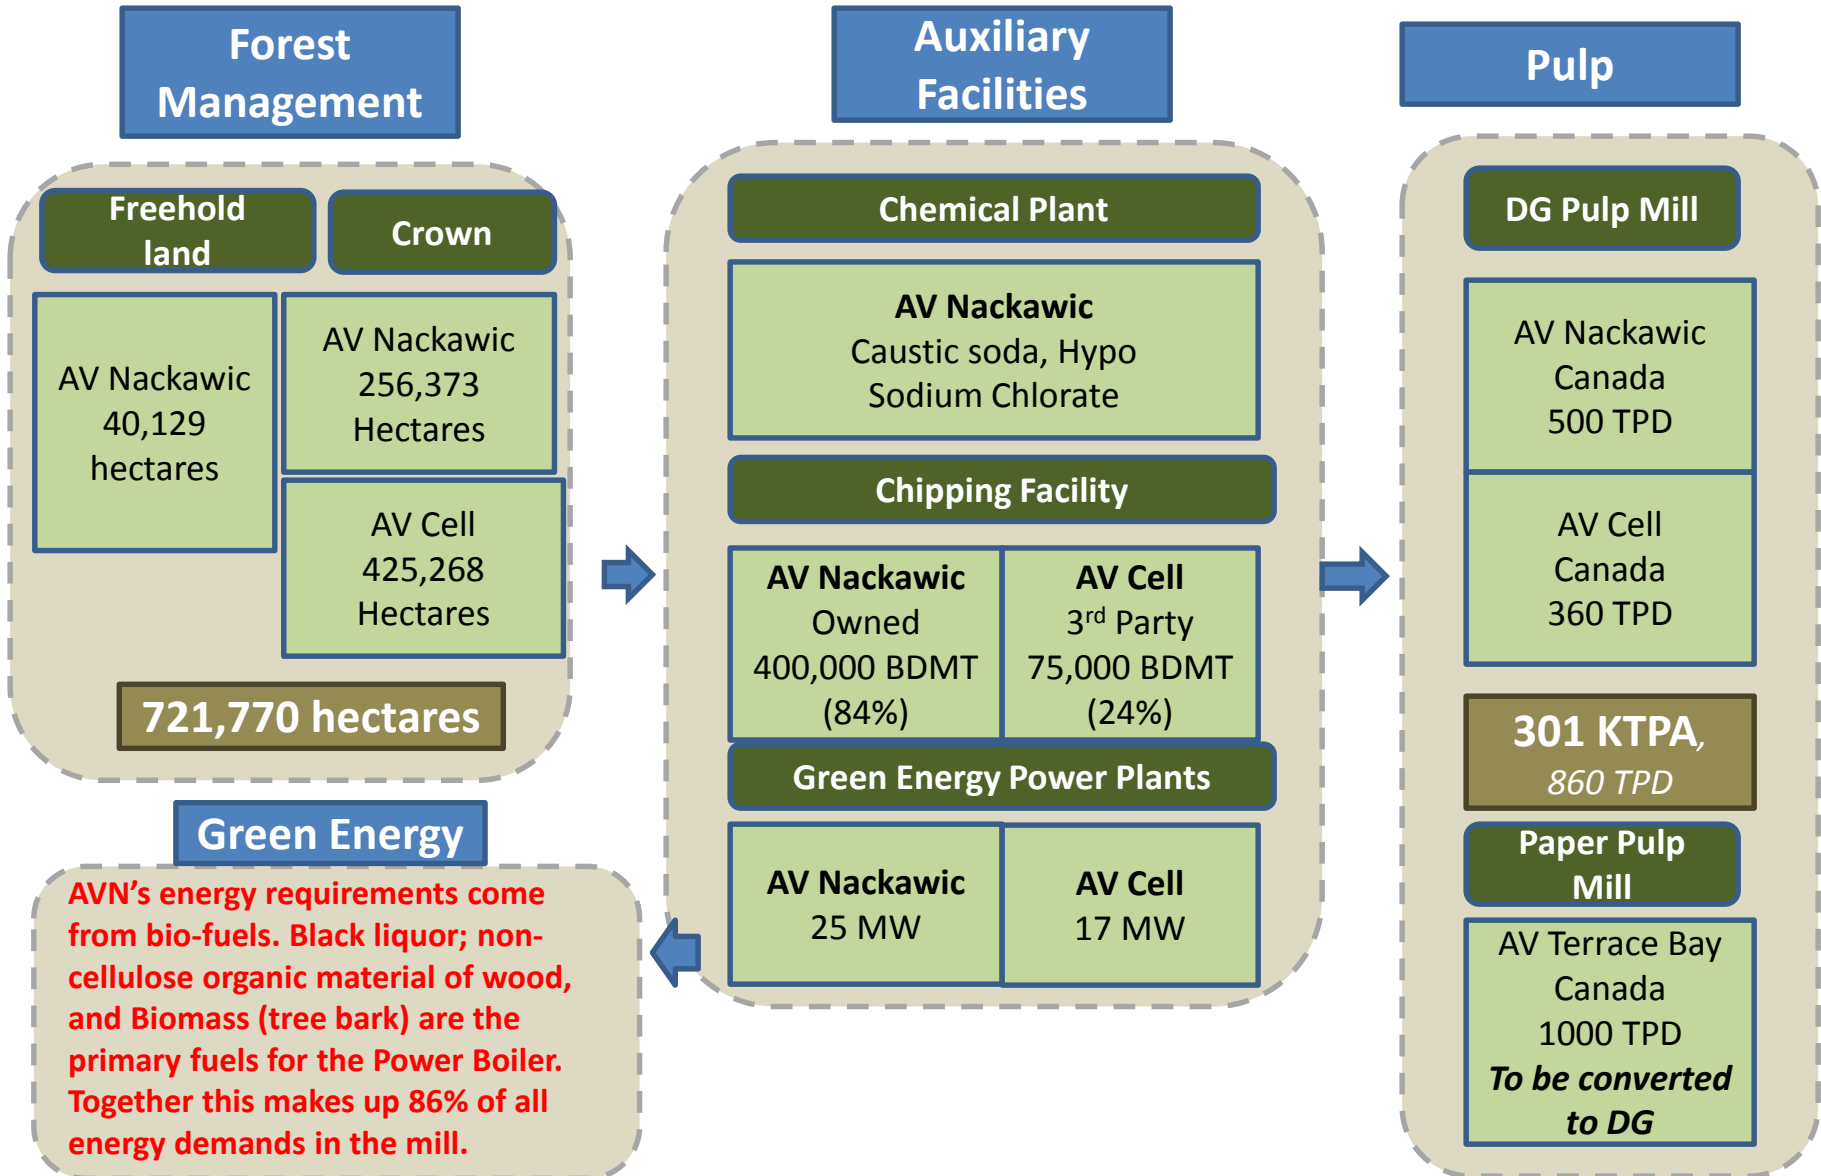 Forest
Management
Freehold
land
Crown
AV Nackawic
40,129
hectares
AV Nackawic
256,373
Hectares
AV Cell
425,268
Hectares
721,770 hectares
Green Energy
AVN’s energy requirements come
from bio-fuels. Black liquor; non-
cellulose organic material of wood,
and Biomass (tree bark) are the
primary fuels for the Power Boiler.
Together this makes up 86% of all
energy demands in the mill.
Auxiliary
Facilities
Chemical Plant
AV Nackawic
Caustic soda, Hypo
Sodium Chlorate
Chipping Facility
AV Nackawic
Owned
400,000 BDMT
(84%)
AV Cell
3rd Party
75,000 BDMT
(24%)
Green Energy Power Plants
AV Nackawic
25 MW
AV Cell
17 MW
Pulp
DG Pulp Mill
AV Nackawic
Canada
500 TPD
AV Cell
Canada
360 TPD
301 KTPA,
860 TPD
Paper Pulp
Mill
AV Terrace Bay
Canada
1000 TPD
To be converted
to DG